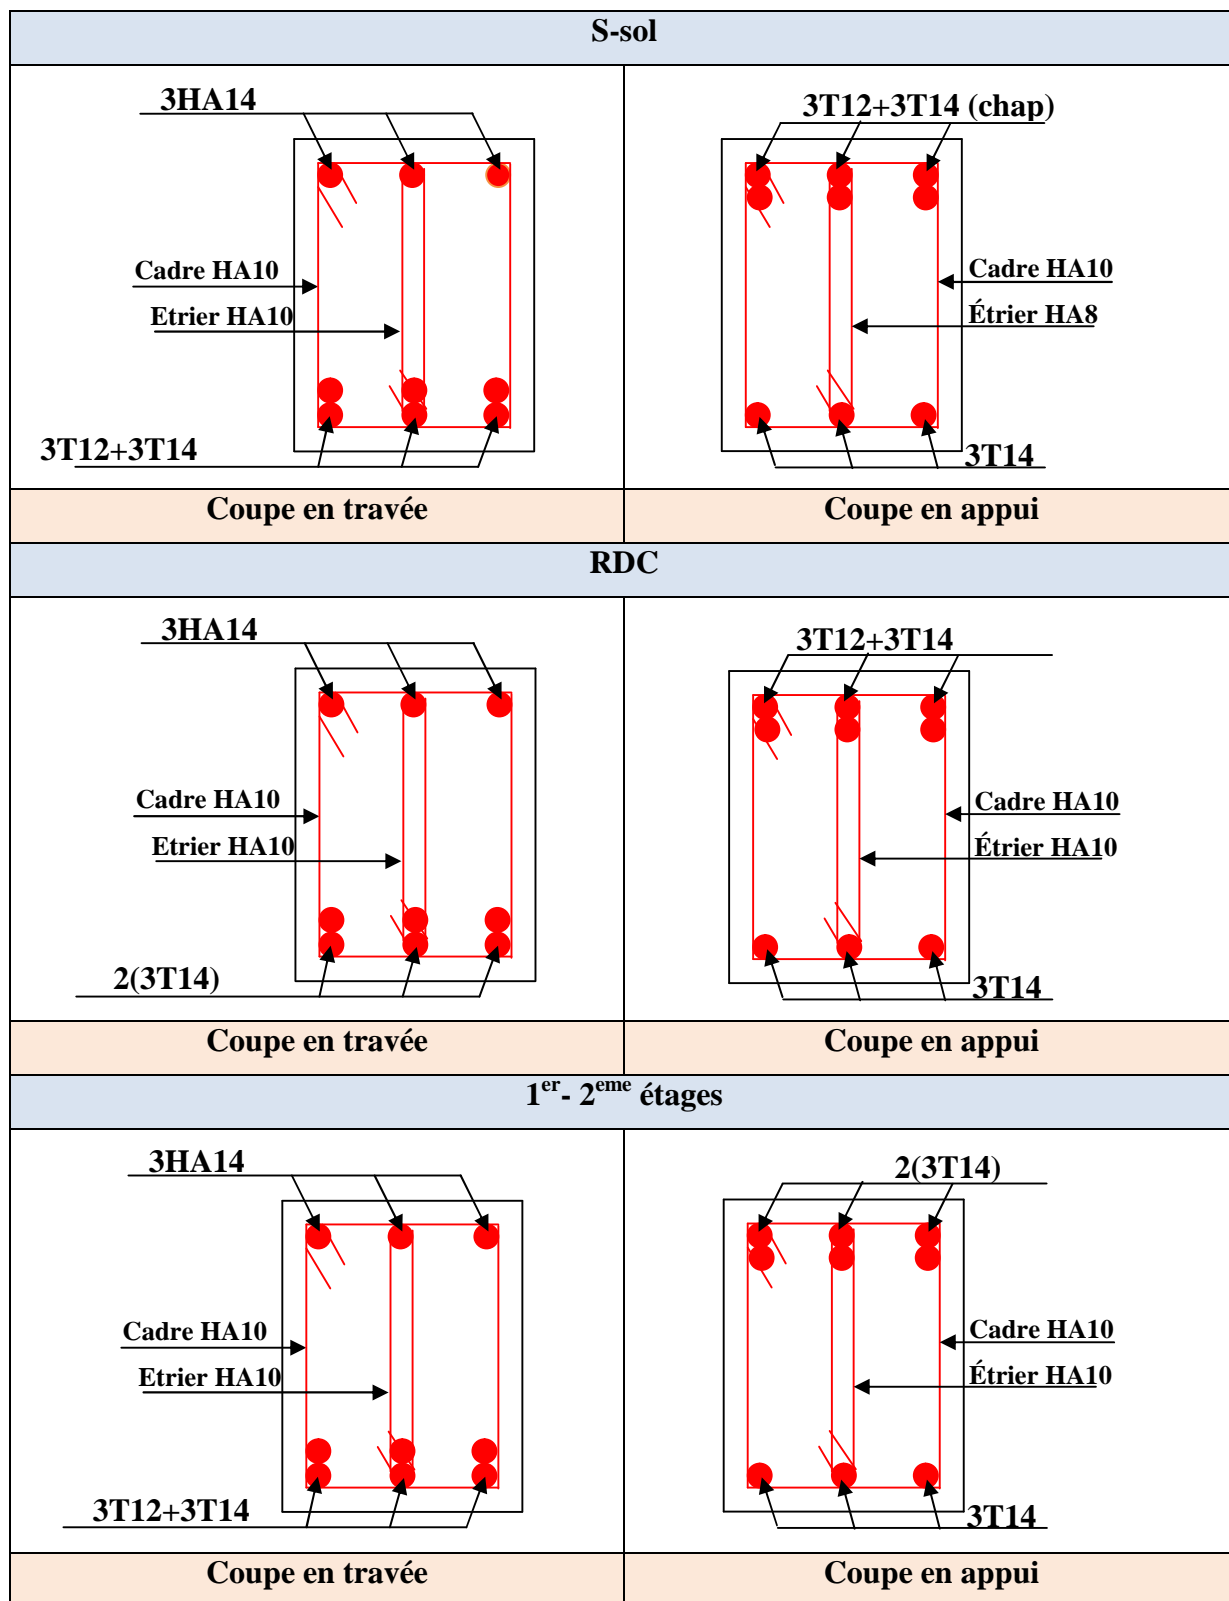 S-sol
3HA14
Cadre HA10
Etrier HA10
3T12+3T14
3T12+3T14 (chap)
Cadre HA10
Étrier HA8
3T14
Coupe en travée
Coupe en appui
RDC
3HA14
Cadre HA10
Etrier HA10
2(3T14)
3T12+3T14
Cadre HA10
Étrier HA10
3T14
Coupe en travée
Coupe en appui
1er- 2eme étages
3HA14
Cadre HA10
Etrier HA10
3T12+3T14
2(3T14)
Cadre HA10
Étrier HA10
3T14
Coupe en travée
Coupe en appui